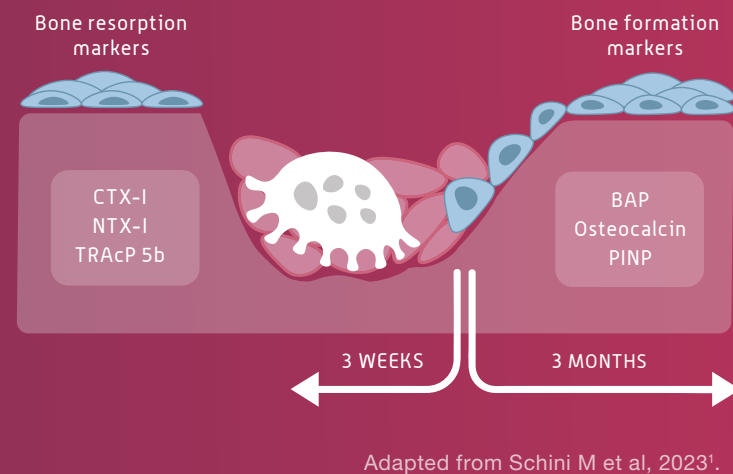 Bone resorption
markers
Bone formation
markers
CTX-I
NTX-I
TRAcP 5b
BAP
Osteocalcin
PINP
3 WEEKS
3 MONTHS
Adapted from Schini M et al, 2023¹.